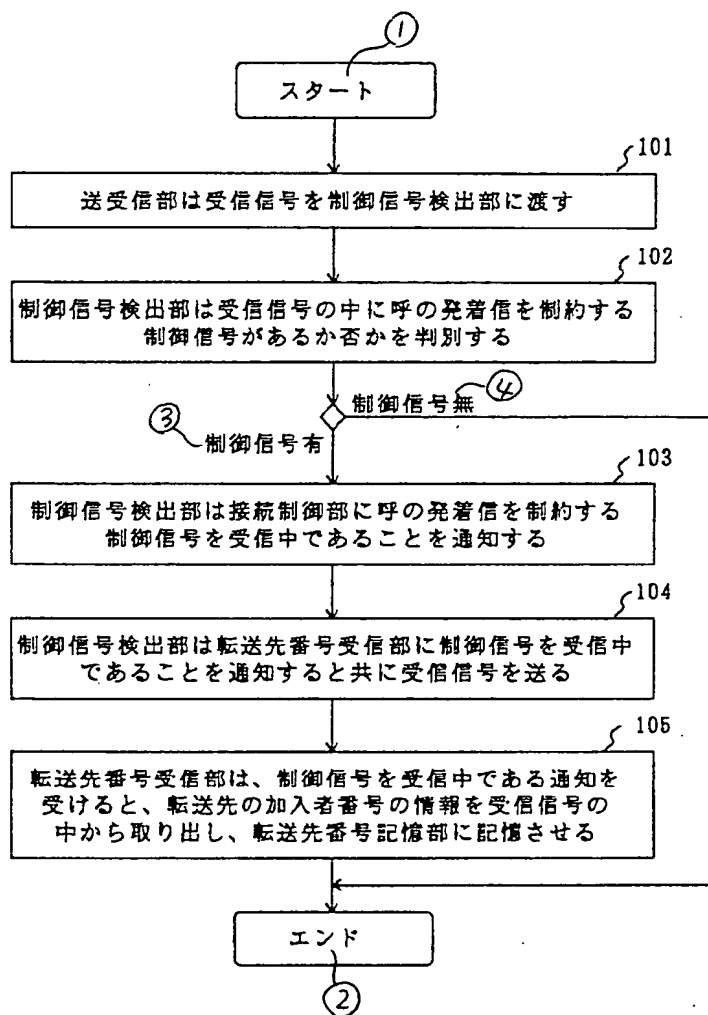 ①
スタート
101
送受信部は受信信号を制御信号検出部に渡す
102
制御信号検出部は受信信号の中に呼の発着信を制約する
制御信号があるか否かを判別する
④
制御信号無
③
制御信号有
103
制御信号検出部は接続制御部に呼の発着信を制約する
制御信号を受信中であることを通知する
104
制御信号検出部は転送先番号受信部に制御信号を受信中
であることを通知すると共に受信信号を送る
105
転送先番号受信部は、制御信号を受信中である通知を
受けると、転送先の加入者番号の情報を受信信号の
中から取り出し、転送先番号記憶部に記憶させる
エンド
②